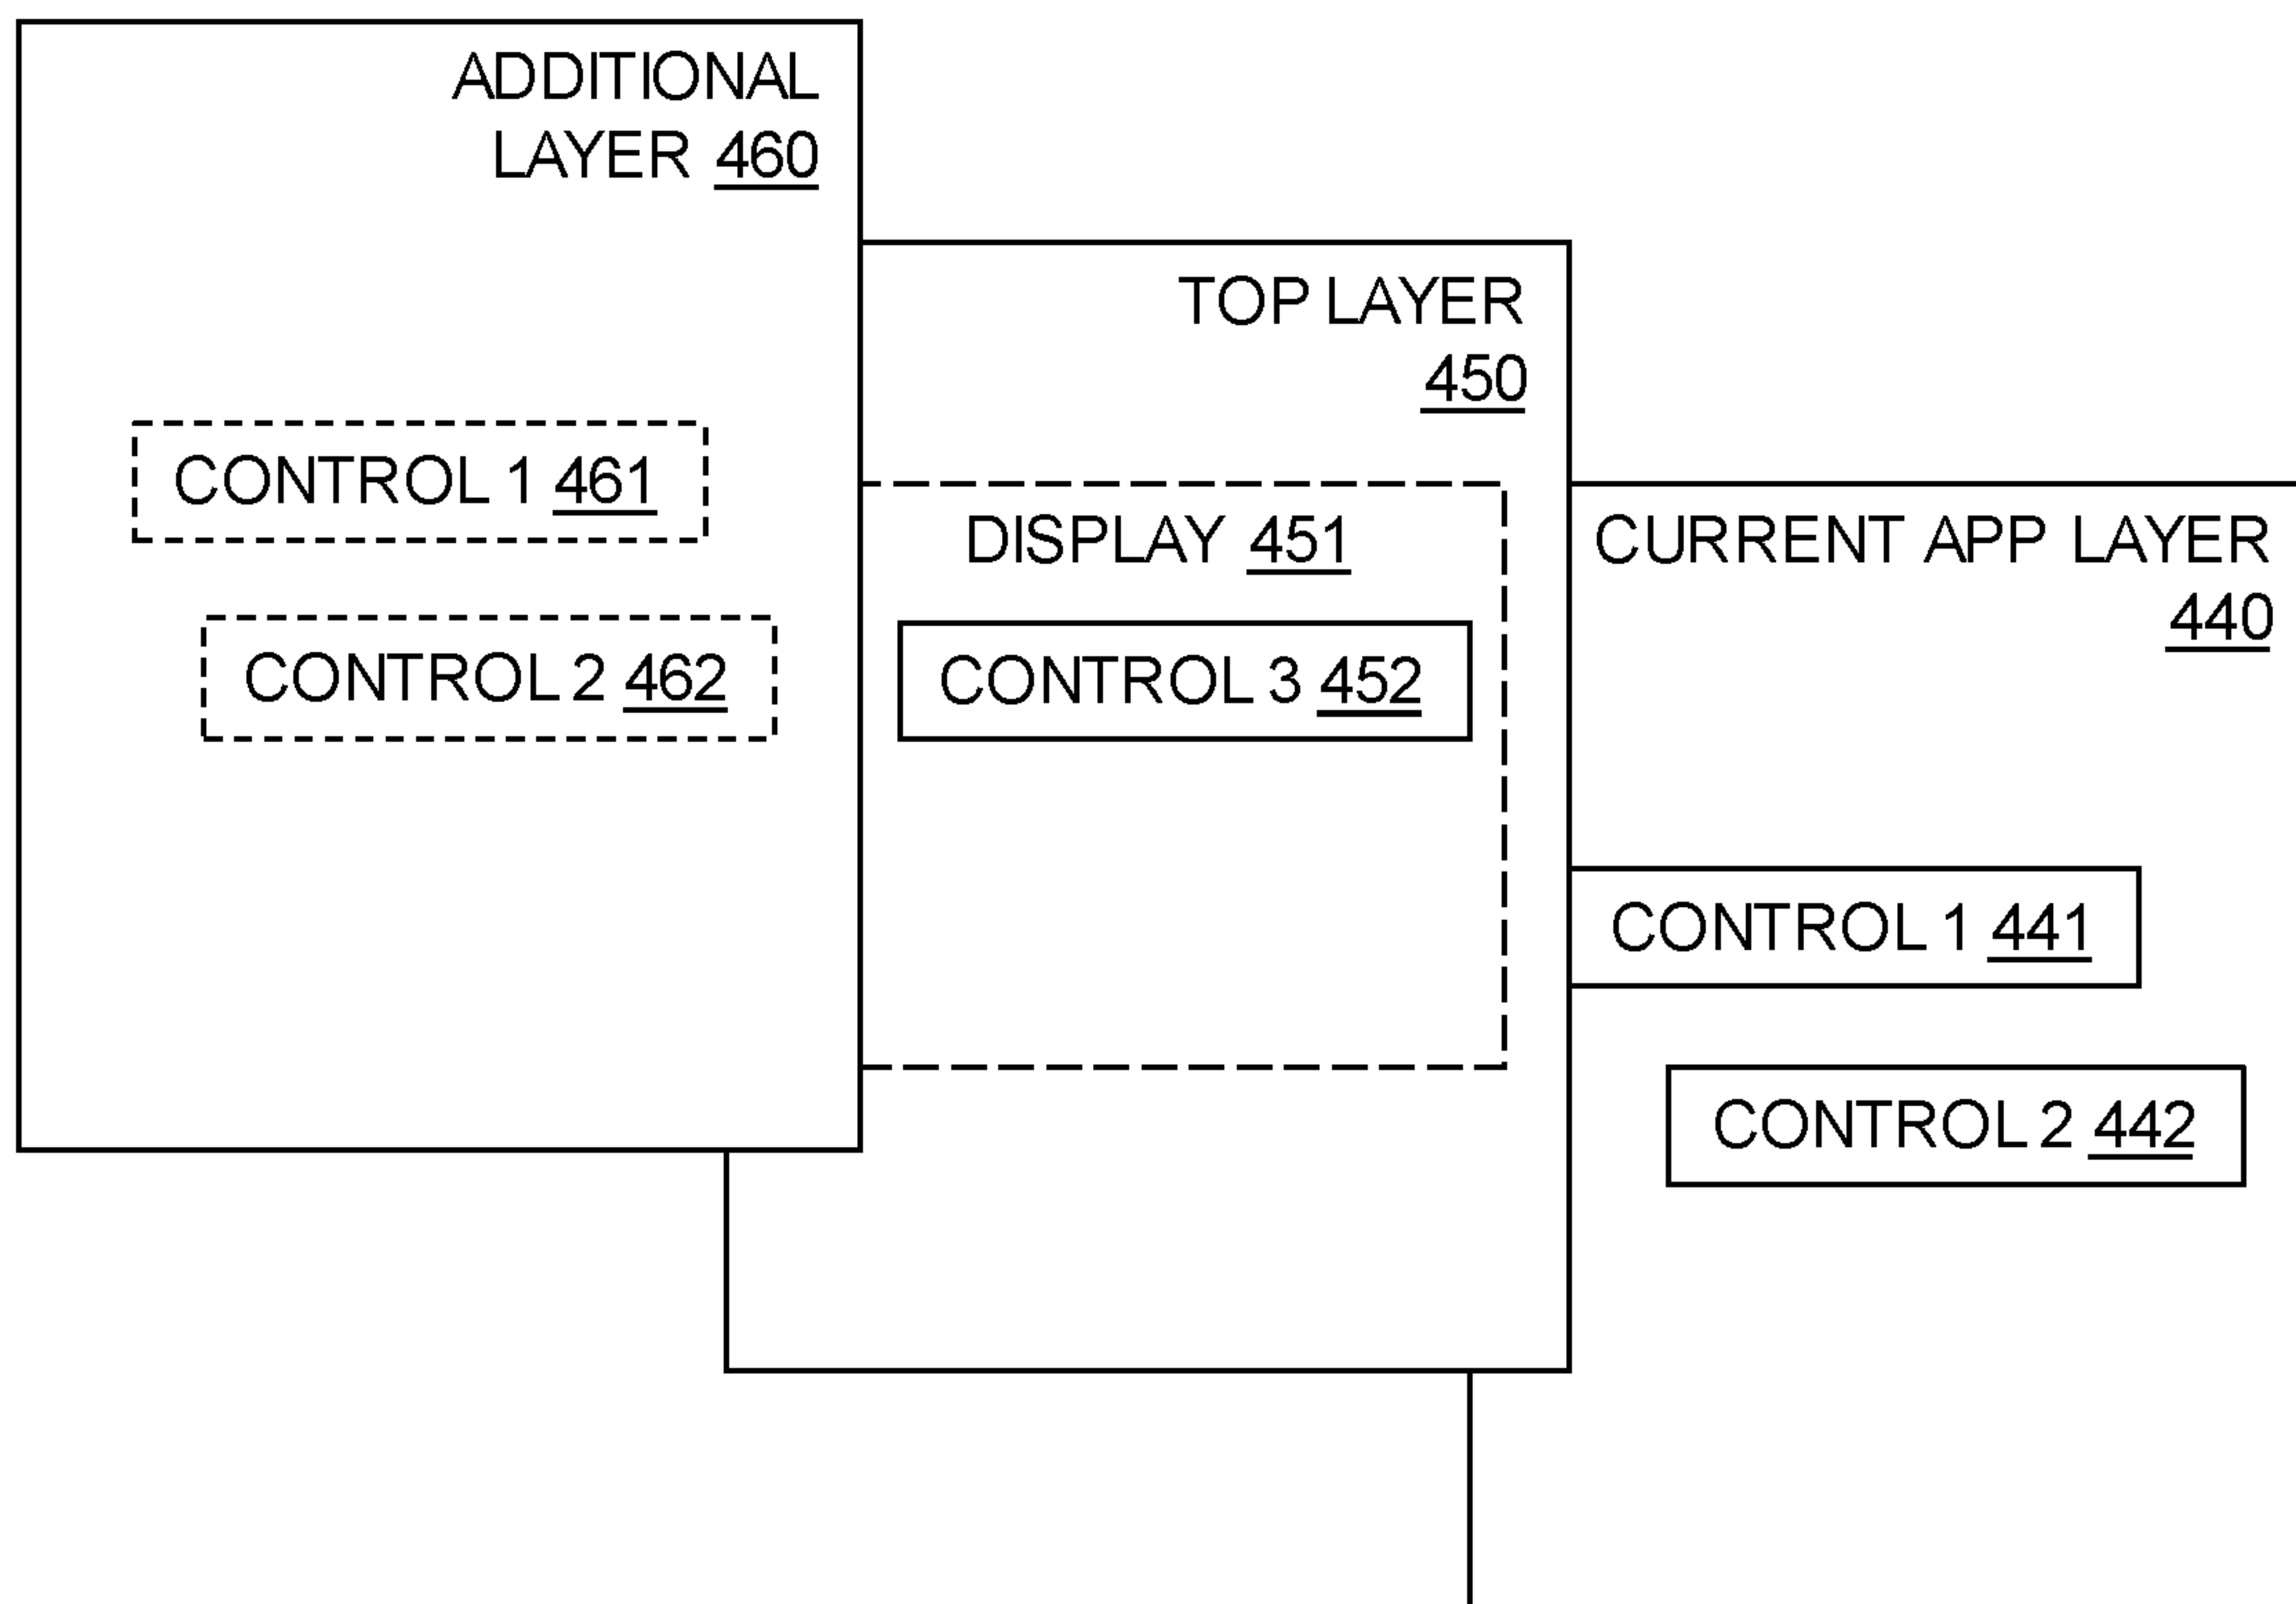 ADDITIONAL
LAYER 460
CONTROL 1 461
CONTROL 2 462
TOP LAYER
450
DISPLAY 451
CONTROL 3 452
CURRENT APP LAYER
440
CONTROL 1 441
CONTROL 2 442